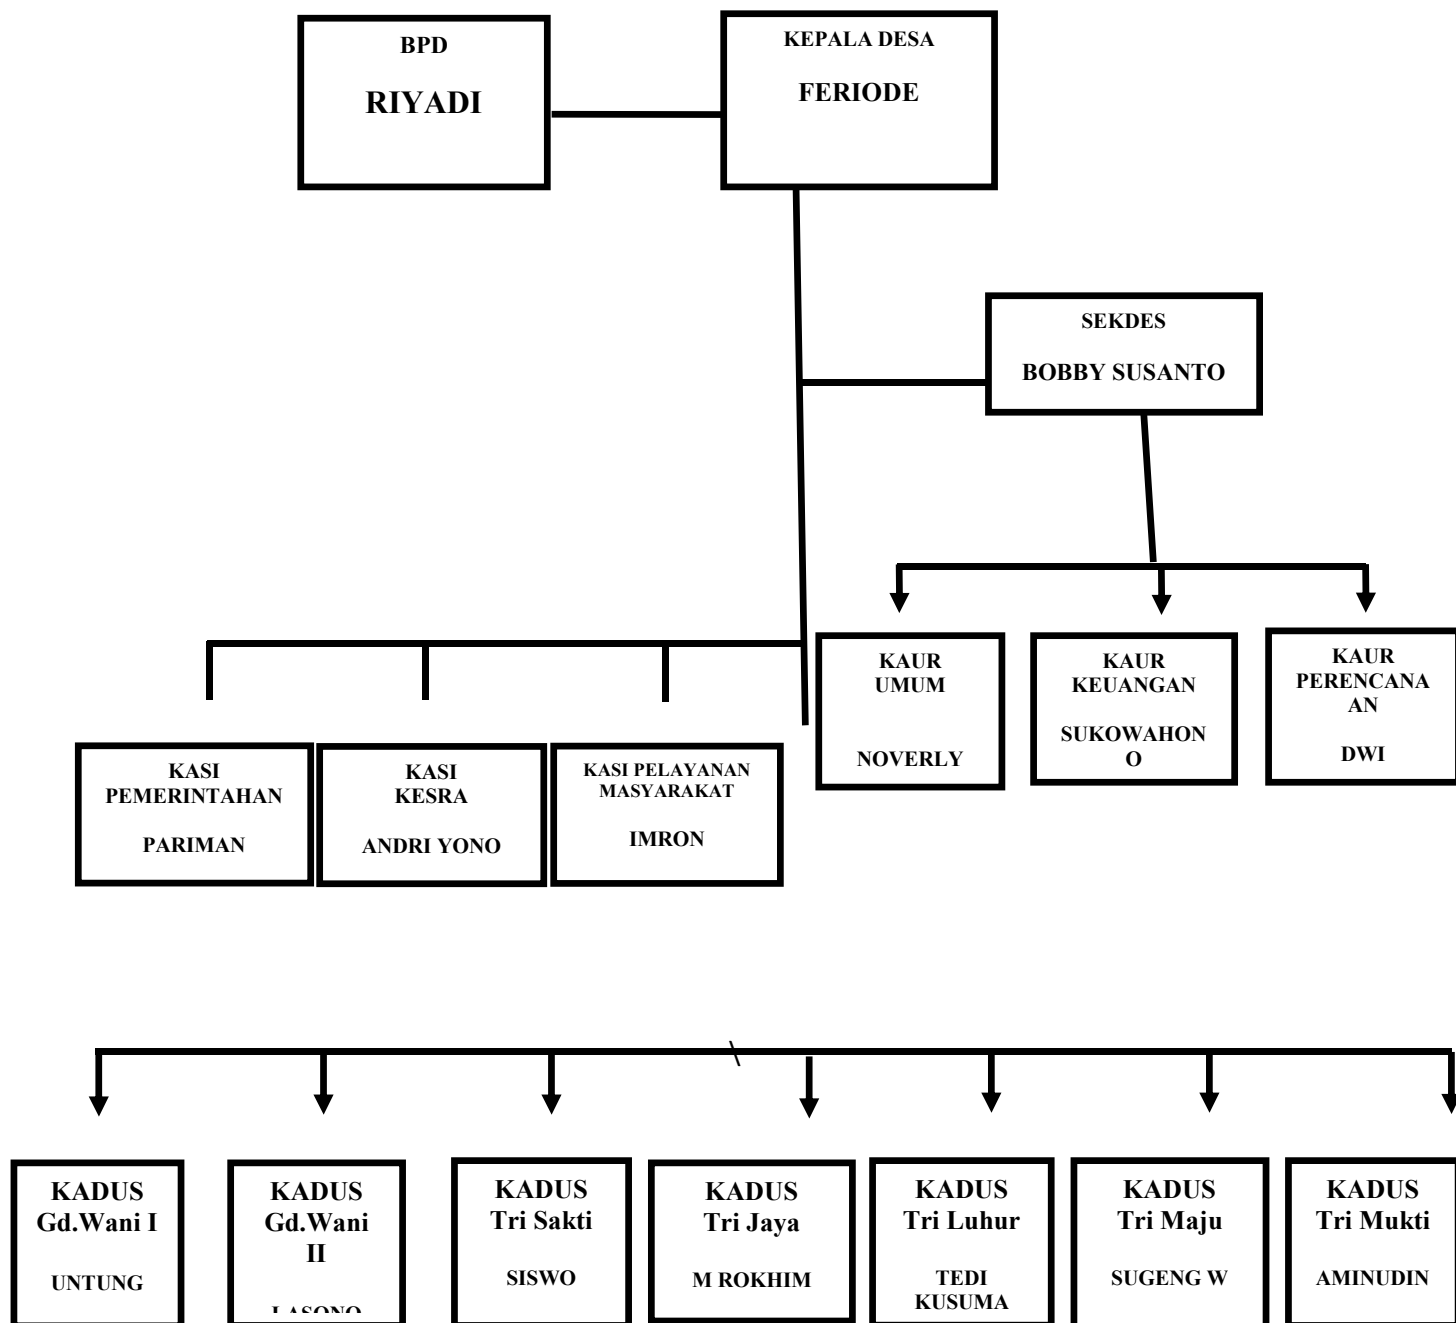 BPD
RIYADI
KEPALA DESA
FERIODE
SEKDES
BOBBY SUSANTO
KAUR
UMUM
NOVERLY
KAUR
KEUANGAN
SUKOWAHON
O
KAUR
PERENCANA
AN
DWI
KASI
PEMERINTAHAN
PARIMAN
KASI
KESRA
ANDRI YONO
KASI PELAYANAN
MASYARAKAT
IMRON
\
KADUS
Gd.Wani I
UNTUNG
KADUS
Gd.Wani
II
KADUS
Tri Sakti
SISWO
KADUS
Tri Jaya
M ROKHIM
KADUS
Tri Luhur
TEDI
KUSUMA
KADUS
Tri Maju
SUGENG W
KADUS
Tri Mukti
AMINUDIN